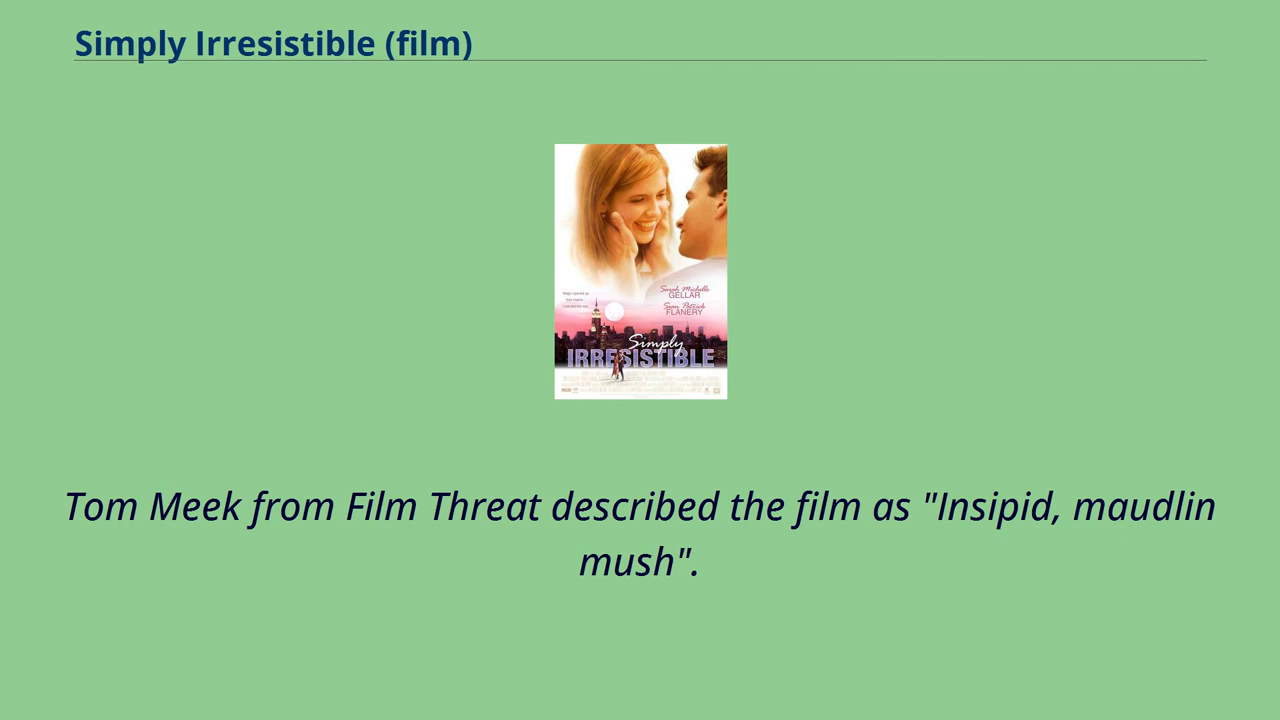 Simply Irresistible (film)
Sarah Michelle
GELLAR
Sean Patrick
FLANERY
Simply
IRRESISTIBLE
Tom Meek from Film Threat described the film as "Insipid, maudlin
mush".